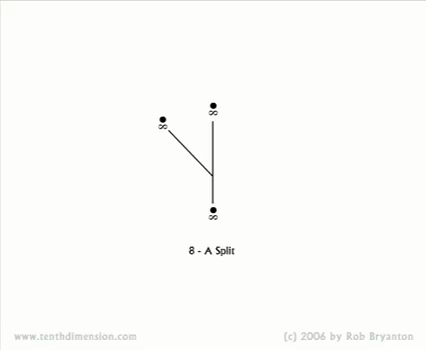 ∞
∞
∞
8 - A Split
www.tenthdimension.com
(c) 2006 by Rob Bryanton